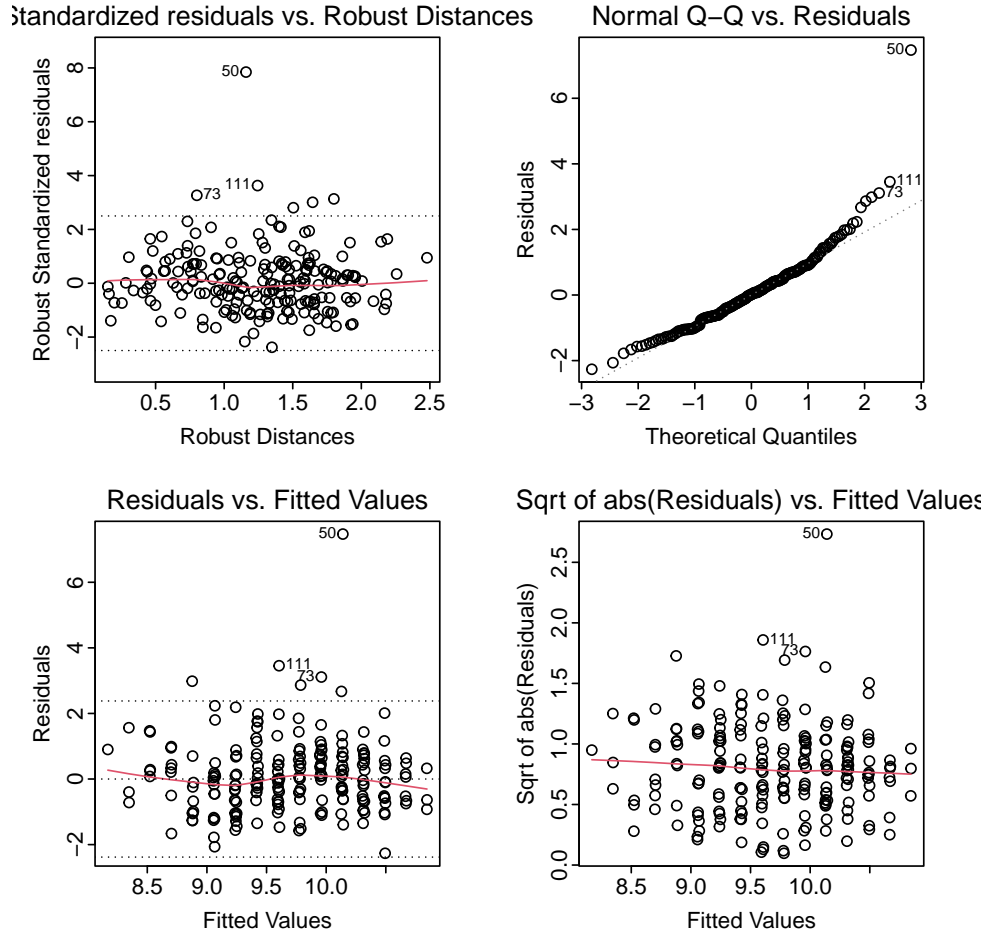 Standardized residuals vs. Robust Distances
Robust Standardized residuals
8
6
4
2
0
−2
50
73
111
0.5 1.0 1.5 2.0 2.5
Robust Distances
Normal Q−Q vs. Residuals
Residuals
6
4
2
0
−2
50
111
73
−3 −2 −1 0 1 2 3
Theoretical Quantiles
Residuals vs. Fitted Values
Residuals
6
4
2
0
−2
50
111
73
8.5 9.0 9.5 10.0
Fitted Values
Sqrt of abs(Residuals) vs. Fitted Values
Sqrt of abs(Residuals)
2.5
2.0
1.5
1.0
0.5
0.0
50
111
73
8.5 9.0 9.5 10.0
Fitted Values